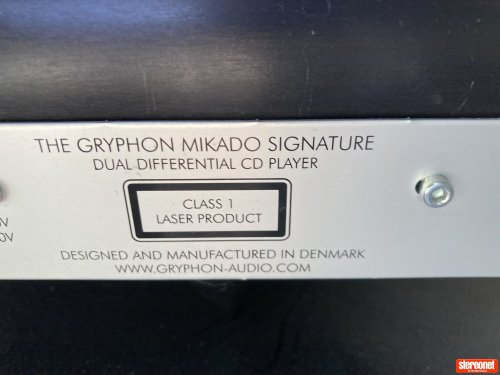 THE GRYPHON MIKADO SIGNATURE
DUAL DIFFERENTIAL CD PLAYER
CLASS 1
LASER PRODUCT
V
0V
DESIGNED AND MANUFACTURED IN DENMARK
WWW.GRYPHON-AUDIO.COM
stereonet